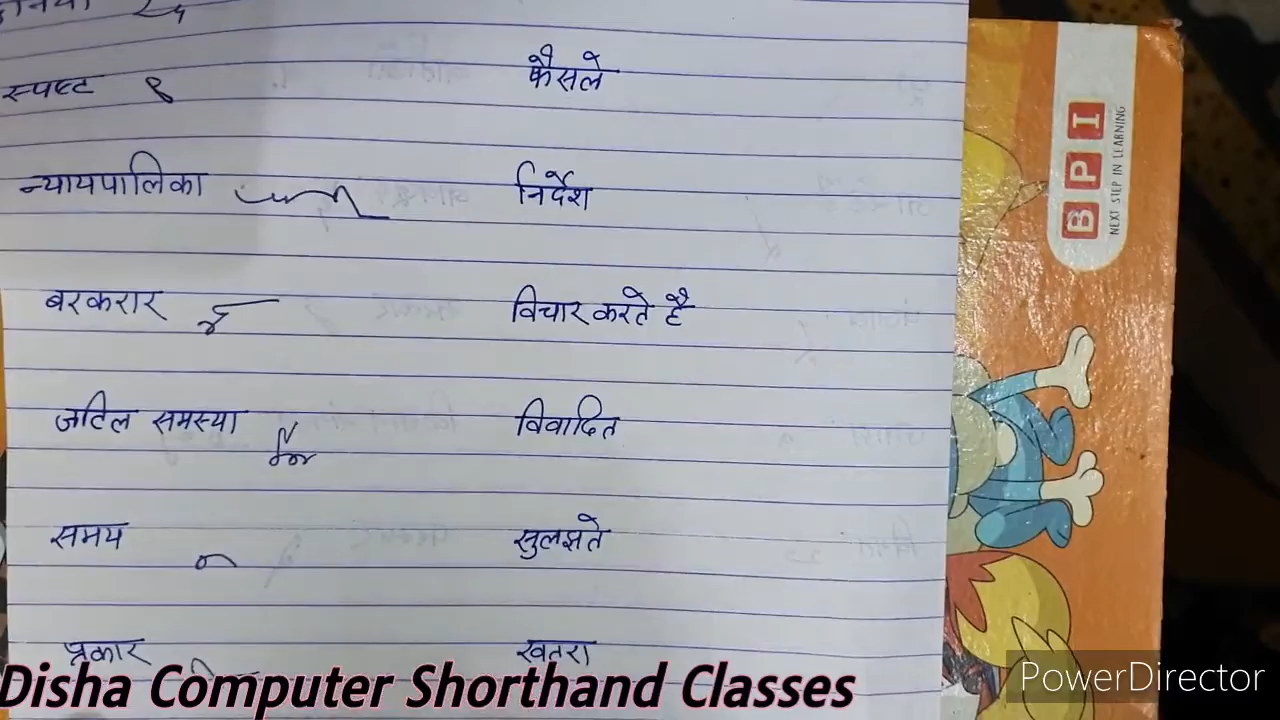 स्पष्ट फैसले
न्यायपालिका निर्देश
बरकरार विचार करते है
जटिल समस्या विवादित
समय सुलझते
प्रकार खतरा
Disha Computer Shorthand Classes
PowerDirector
BPI
NEXT STEP IN LEARNING